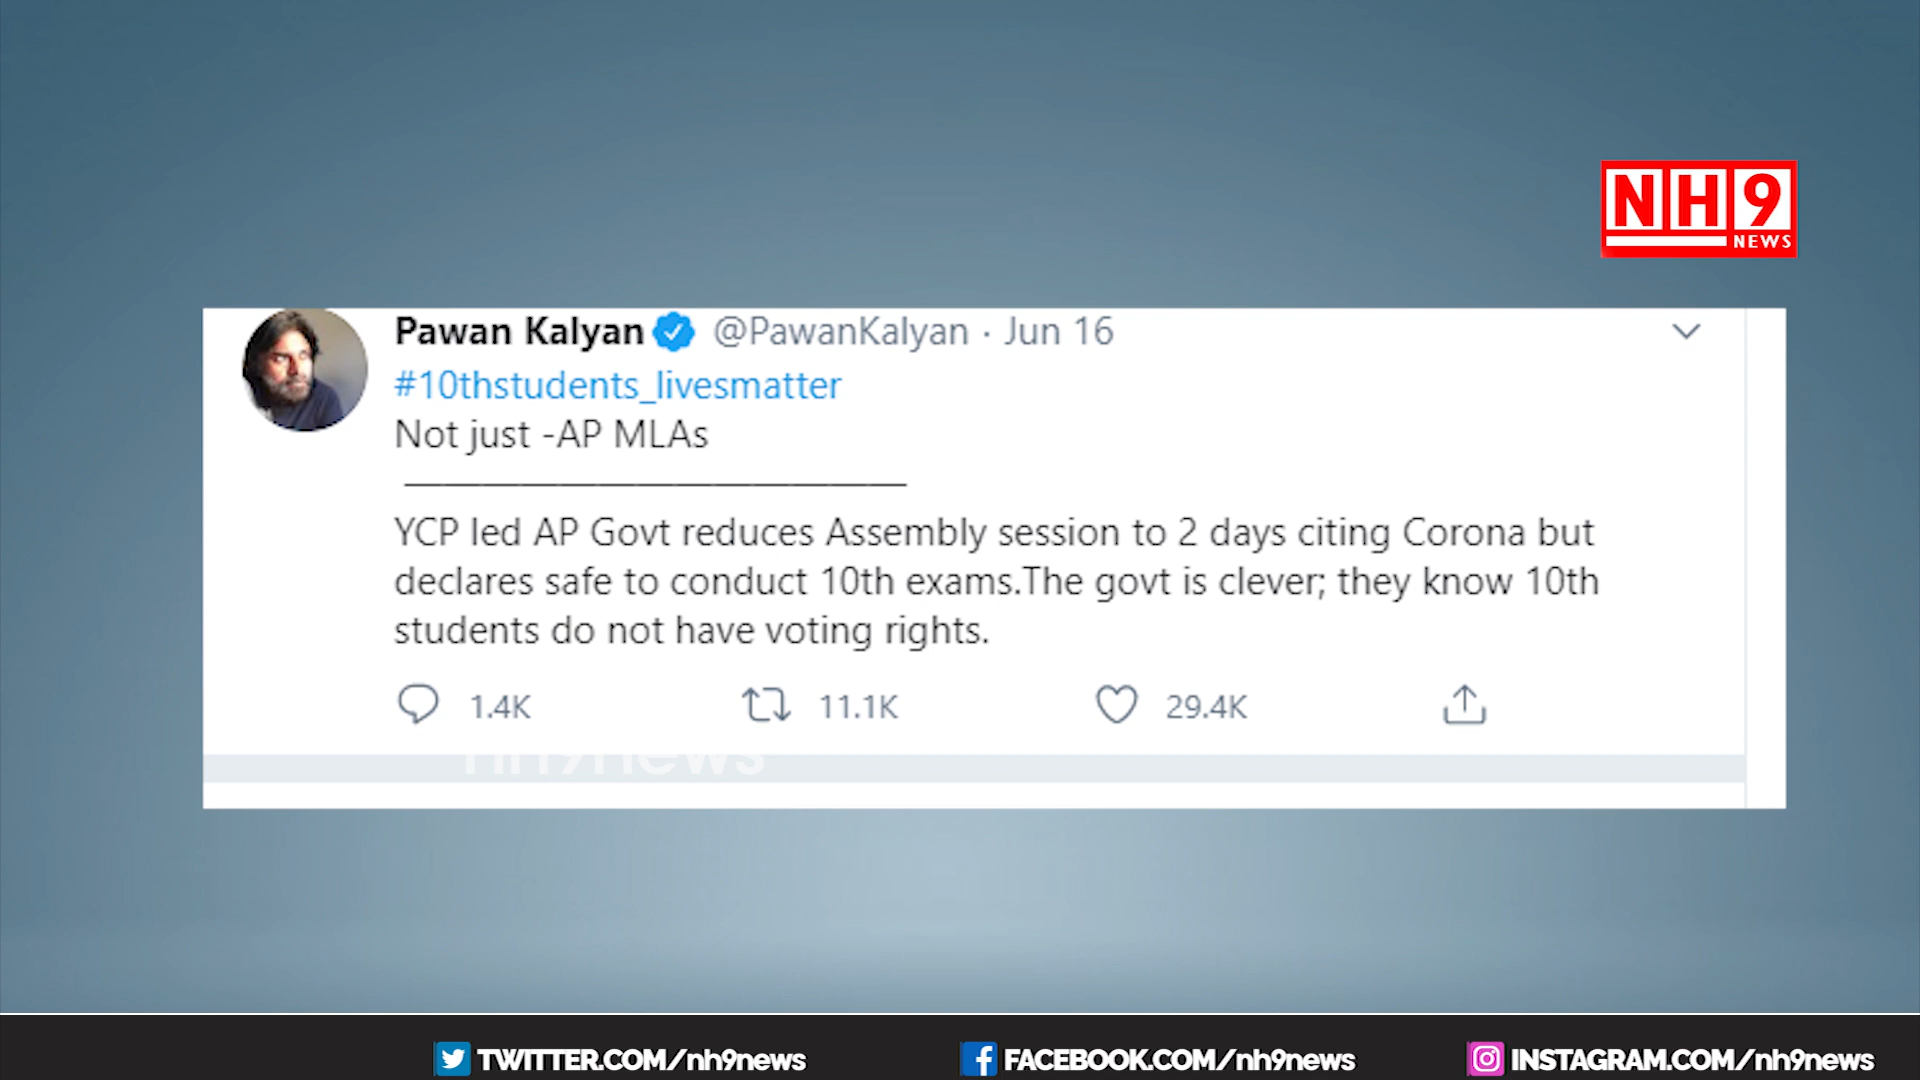 NH9
NEWS
Pawan Kalyan @PawanKalyan · Jun 16
#10thstudents_livesmatter
Not just -AP MLAs
YCP led AP Govt reduces Assembly session to 2 days citing Corona but
declares safe to conduct 10th exams.The govt is clever; they know 10th
students do not have voting rights.
1.4K 11.1K 29.4K
nh9news
TWITTER.COM/nh9news FACEBOOK.COM/nh9news INSTAGRAM.COM/nh9news